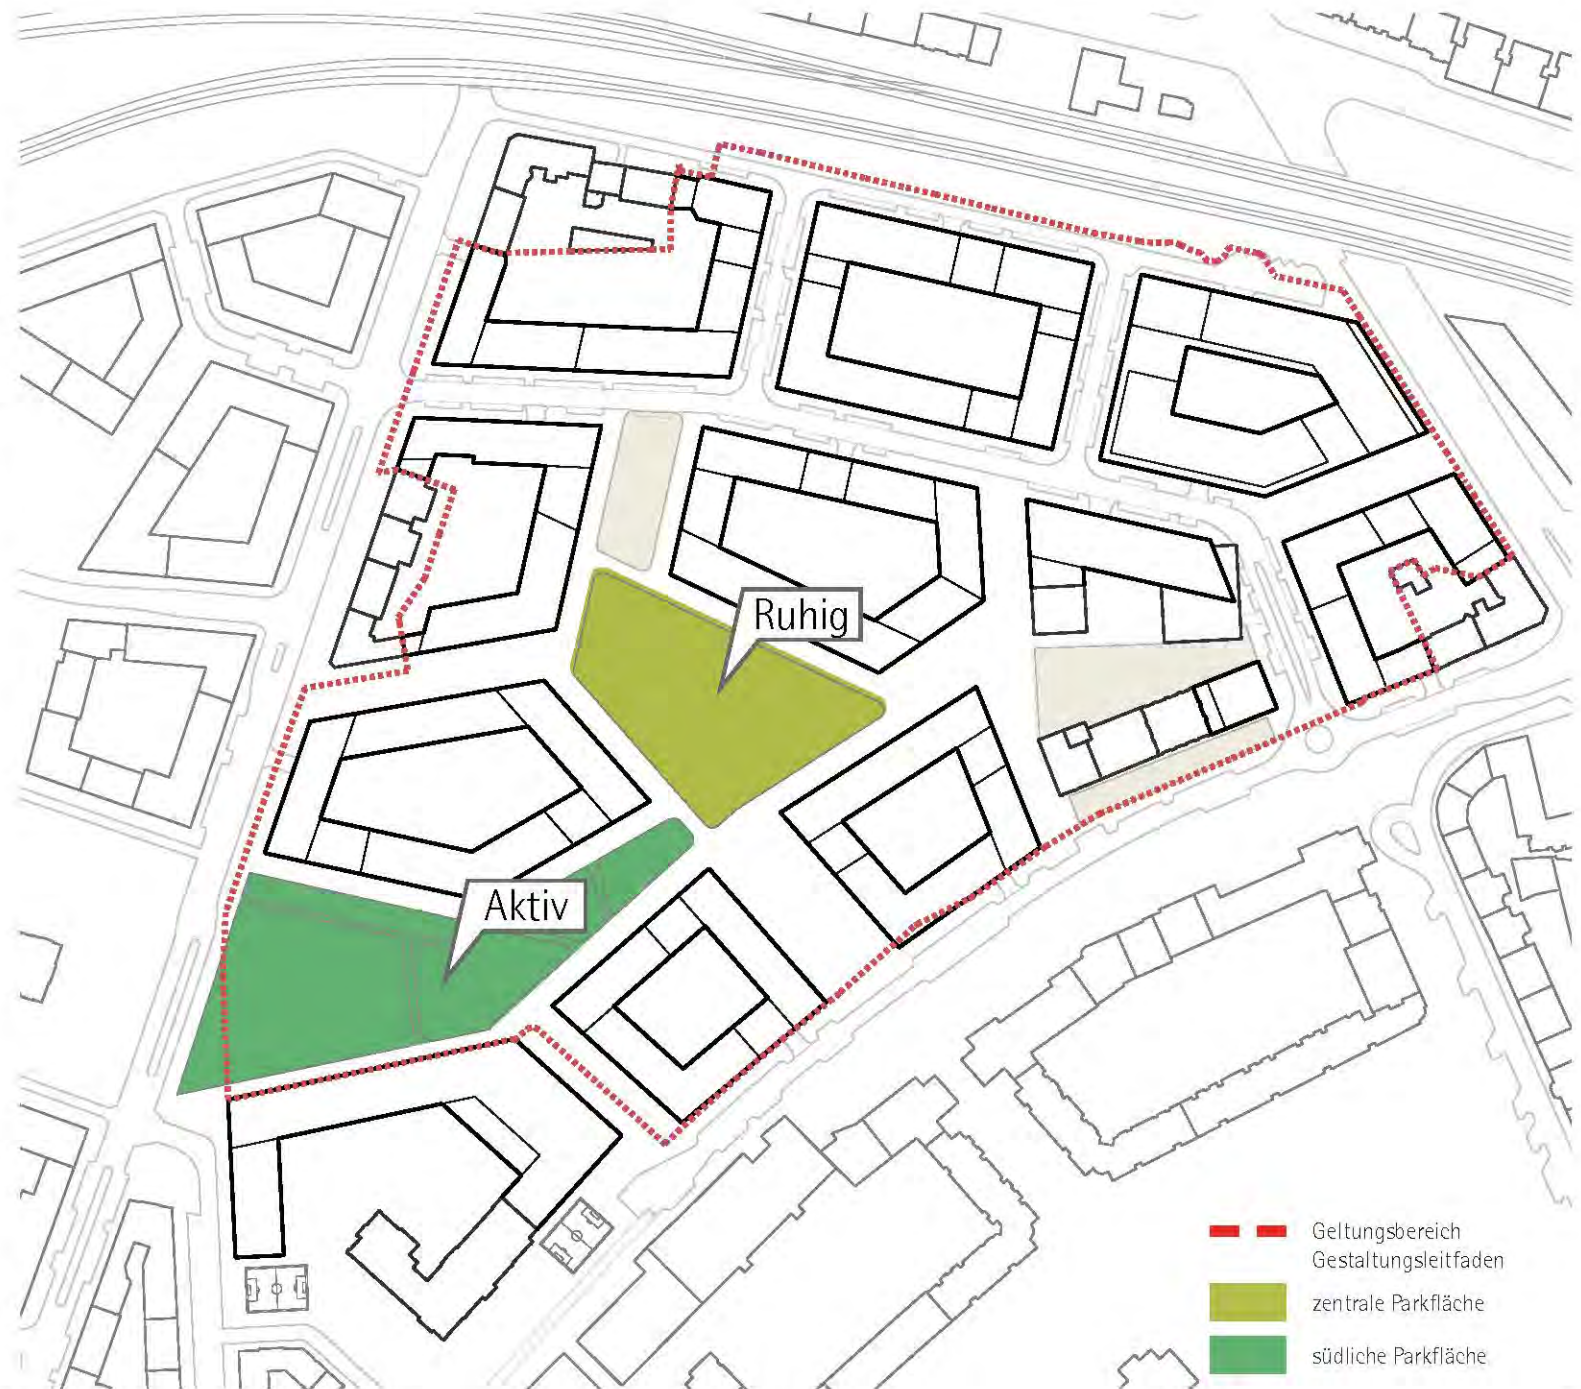 Ruhig
Aktiv
Geltungsbereich
Gestaltungsleitfaden
zentrale Parkfläche
südliche Parkfläche